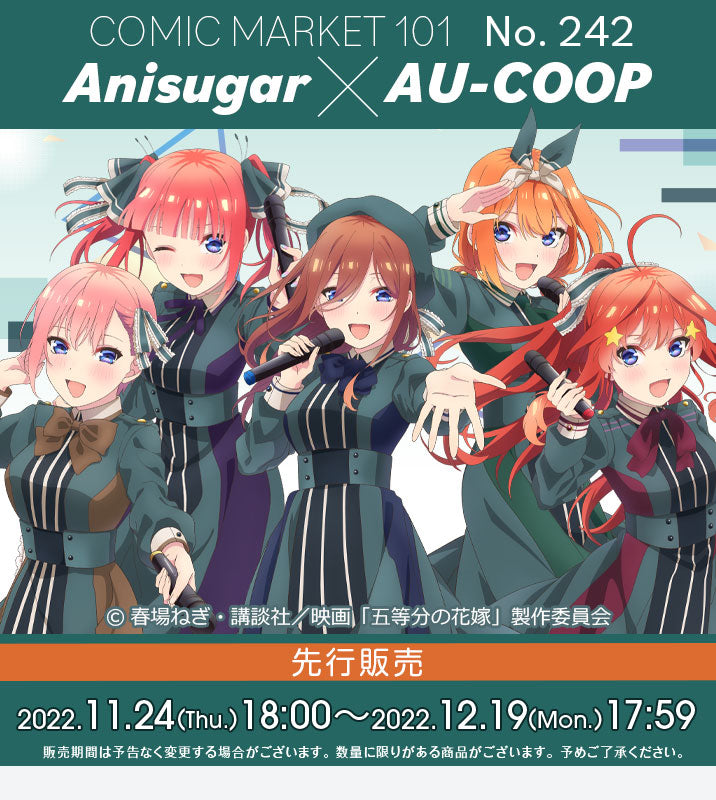 COMIC MARKET 101 No. 242
Anisugar×AU-COOP
© 春場ねぎ・講談社／映画「五等分の花嫁」製作委員会
先行販売
2022.11.24(Thu.)18:00〜2022.12.19(Mon.)17:59
販売期間は予告なく変更する場合がございます。数量に限りがある商品がございます。予めご了承ください。